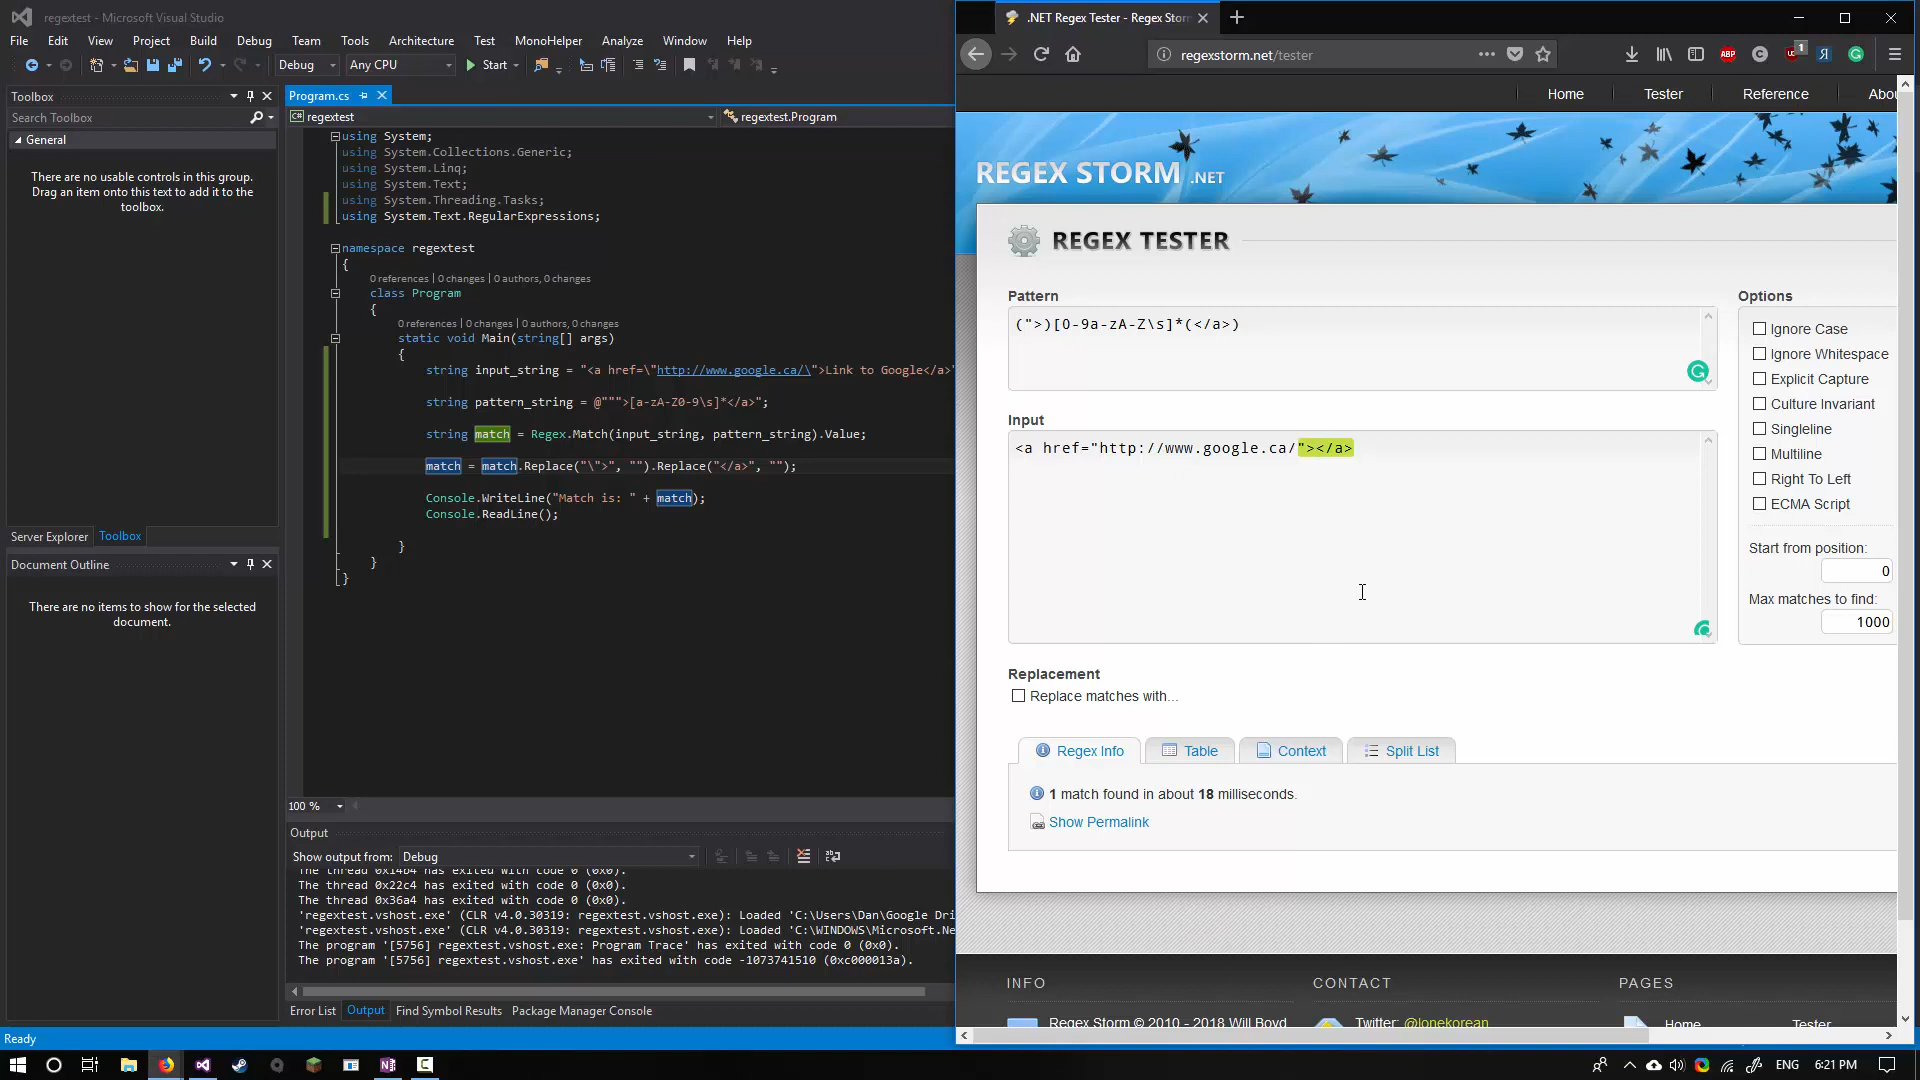 regextest - Microsoft Visual Studio
File Edit View Project Build Debug Team Tools Architecture Test MonoHelper Analyze Window Help
Debug Any CPU Start
Toolbox
Search Toolbox
General
There are no usable controls in this group.
Drag an item onto this text to add it to the
toolbox.
Server Explorer Toolbox
Document Outline
There are no items to show for the selected
document.
Program.cs
regextest regextest.Program
using System;
using System.Collections.Generic;
using System.Linq;
using System.Text;
using System.Threading.Tasks;
using System.Text.RegularExpressions;
namespace regextest
{
0 references | 0 changes | 0 authors, 0 changes
class Program
{
0 references | 0 changes | 0 authors, 0 changes
static void Main(string[] args)
{
string input_string = "<a href=\"http://www.google.ca/\">Link to Google</a>"
string pattern_string = @""">[a-zA-Z0-9\s]*</a>";
string match = Regex.Match(input_string, pattern_string).Value;
match = match.Replace("\">", "").Replace("</a>", "");
Console.WriteLine("Match is: " + match);
Console.ReadLine();
}
}
}
100 %
Output
Show output from: Debug
The thread 0x14b4 has exited with code 0 (0x0).
The thread 0x22c4 has exited with code 0 (0x0).
The thread 0x36a4 has exited with code 0 (0x0).
'regextest.vshost.exe' (CLR v4.0.30319: regextest.vshost.exe): Loaded 'C:\Users\Dan\Google Dri
'regextest.vshost.exe' (CLR v4.0.30319: regextest.vshost.exe): Loaded 'C:\WINDOWS\Microsoft.Ne
The program '[5756] regextest.vshost.exe: Program Trace' has exited with code 0 (0x0).
The program '[5756] regextest.vshost.exe' has exited with code -1073741510 (0xc000013a).
Error List Output Find Symbol Results Package Manager Console
Ready
.NET Regex Tester - Regex Stor
regexstorm.net/tester
ABP 1
Home Tester Reference Abou
REGEX STORM .NET
REGEX TESTER
Pattern
(">)[0-9a-zA-Z\s]*(</a>)
Input
<a href="http://www.google.ca/"></a>
Options
Ignore Case
Ignore Whitespace
Explicit Capture
Culture Invariant
Singleline
Multiline
Right To Left
ECMA Script
Start from position:
0
Max matches to find:
1000
Replacement
Replace matches with...
Regex Info Table Context Split List
1 match found in about 18 milliseconds.
Show Permalink
INFO CONTACT PAGES
Regex Storm © 2010 - 2018 Will Boyd Twitter: @lonekorean Home Tester
ENG 6:21 PM